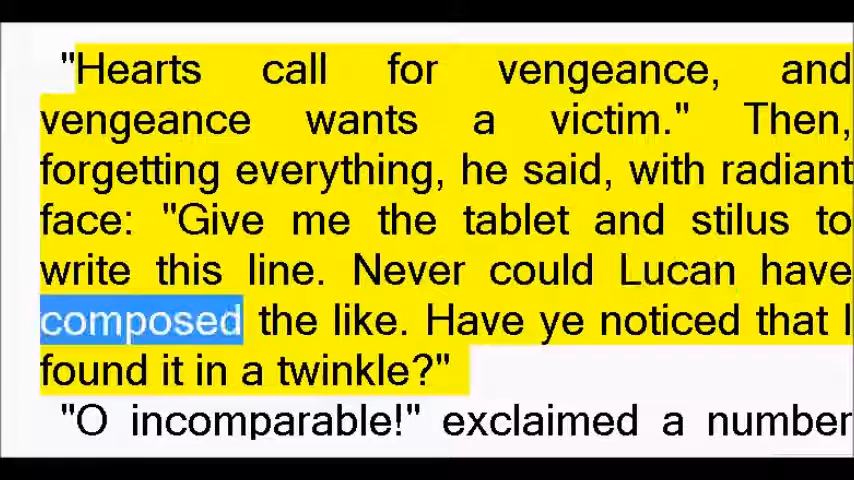 "Hearts call for vengeance, and
vengeance wants a victim." Then,
forgetting everything, he said, with radiant
face: "Give me the tablet and stilus to
write this line. Never could Lucan have
composed the like. Have ye noticed that I
found it in a twinkle?"
"O incomparable!" exclaimed a number